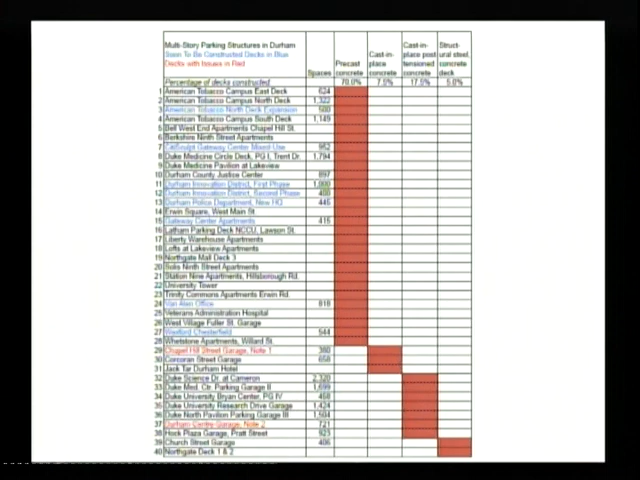 Multi-Story Parking Structures in Durham
Soon To Be Constructed Decks in Blue
Decks with Issues in Red
Spaces
Precast concrete
Cast-in-place concrete
Cast-in-place post tensioned concrete
Struct-ural steel, concrete deck
Percentage of decks constructed 70.0% 7.5% 17.5% 5.0%
1 American Tobacco Campus East Deck 624
2 American Tobacco Campus North Deck 1,322
3 American Tobacco North Deck Expansion 580
4 American Tobacco Campus South Deck 1,149
5 Bell West End Apartments Chapel Hill St.
6 Berkshire Ninth Street Apartments
7 Gateway Center Mixed-Use 952
8 Duke Medicine Circle Deck, PG I, Trent Dr. 1,794
9 Duke Medicine Pavilion at Lakeview
10 Durham County Justice Center 897
11 Durham Innovation District, First Phase 1,000
12 Durham Innovation District, Second Phase 400
13 Durham Police Department, New HQ 445
14 Erwin Square, West Main St.
15 Gateway Center Apartments 415
16 Latham Parking Deck NCCU, Lawson St.
17 Liberty Warehouse Apartments
18 Lofts at Lakeview Apartments
19 Northgate Mall Deck 3
20 Solis Ninth Street Apartments
21 Station Nine Apartments, Hillsborough Rd.
22 University Tower
23 Trinity Commons Apartments Erwin Rd.
24 Van Alen Office 818
25 Veterans Administration Hospital
26 West Village Fuller St. Garage
27 Wexford Chesterfield 544
28 Whetstone Apartments, Willard St.
29 Chapel Hill Street Garage, Note 1 360
30 Corcoran Street Garage 658
31 Jack Tar Durham Hotel
32 Duke Science Dr. at Cameron 2,320
33 Duke Med. Ctr. Parking Garage II 1,699
34 Duke University Bryan Center, PG IV 458
35 Duke University Research Drive Garage 1,424
36 Duke North Pavilion Parking Garage III 1,504
37 Durham Centre Garage, Note 2 721
38 Hock Plaza Garage, Pratt Street 923
39 Church Street Garage 406
40 Northgate Deck 1 & 2